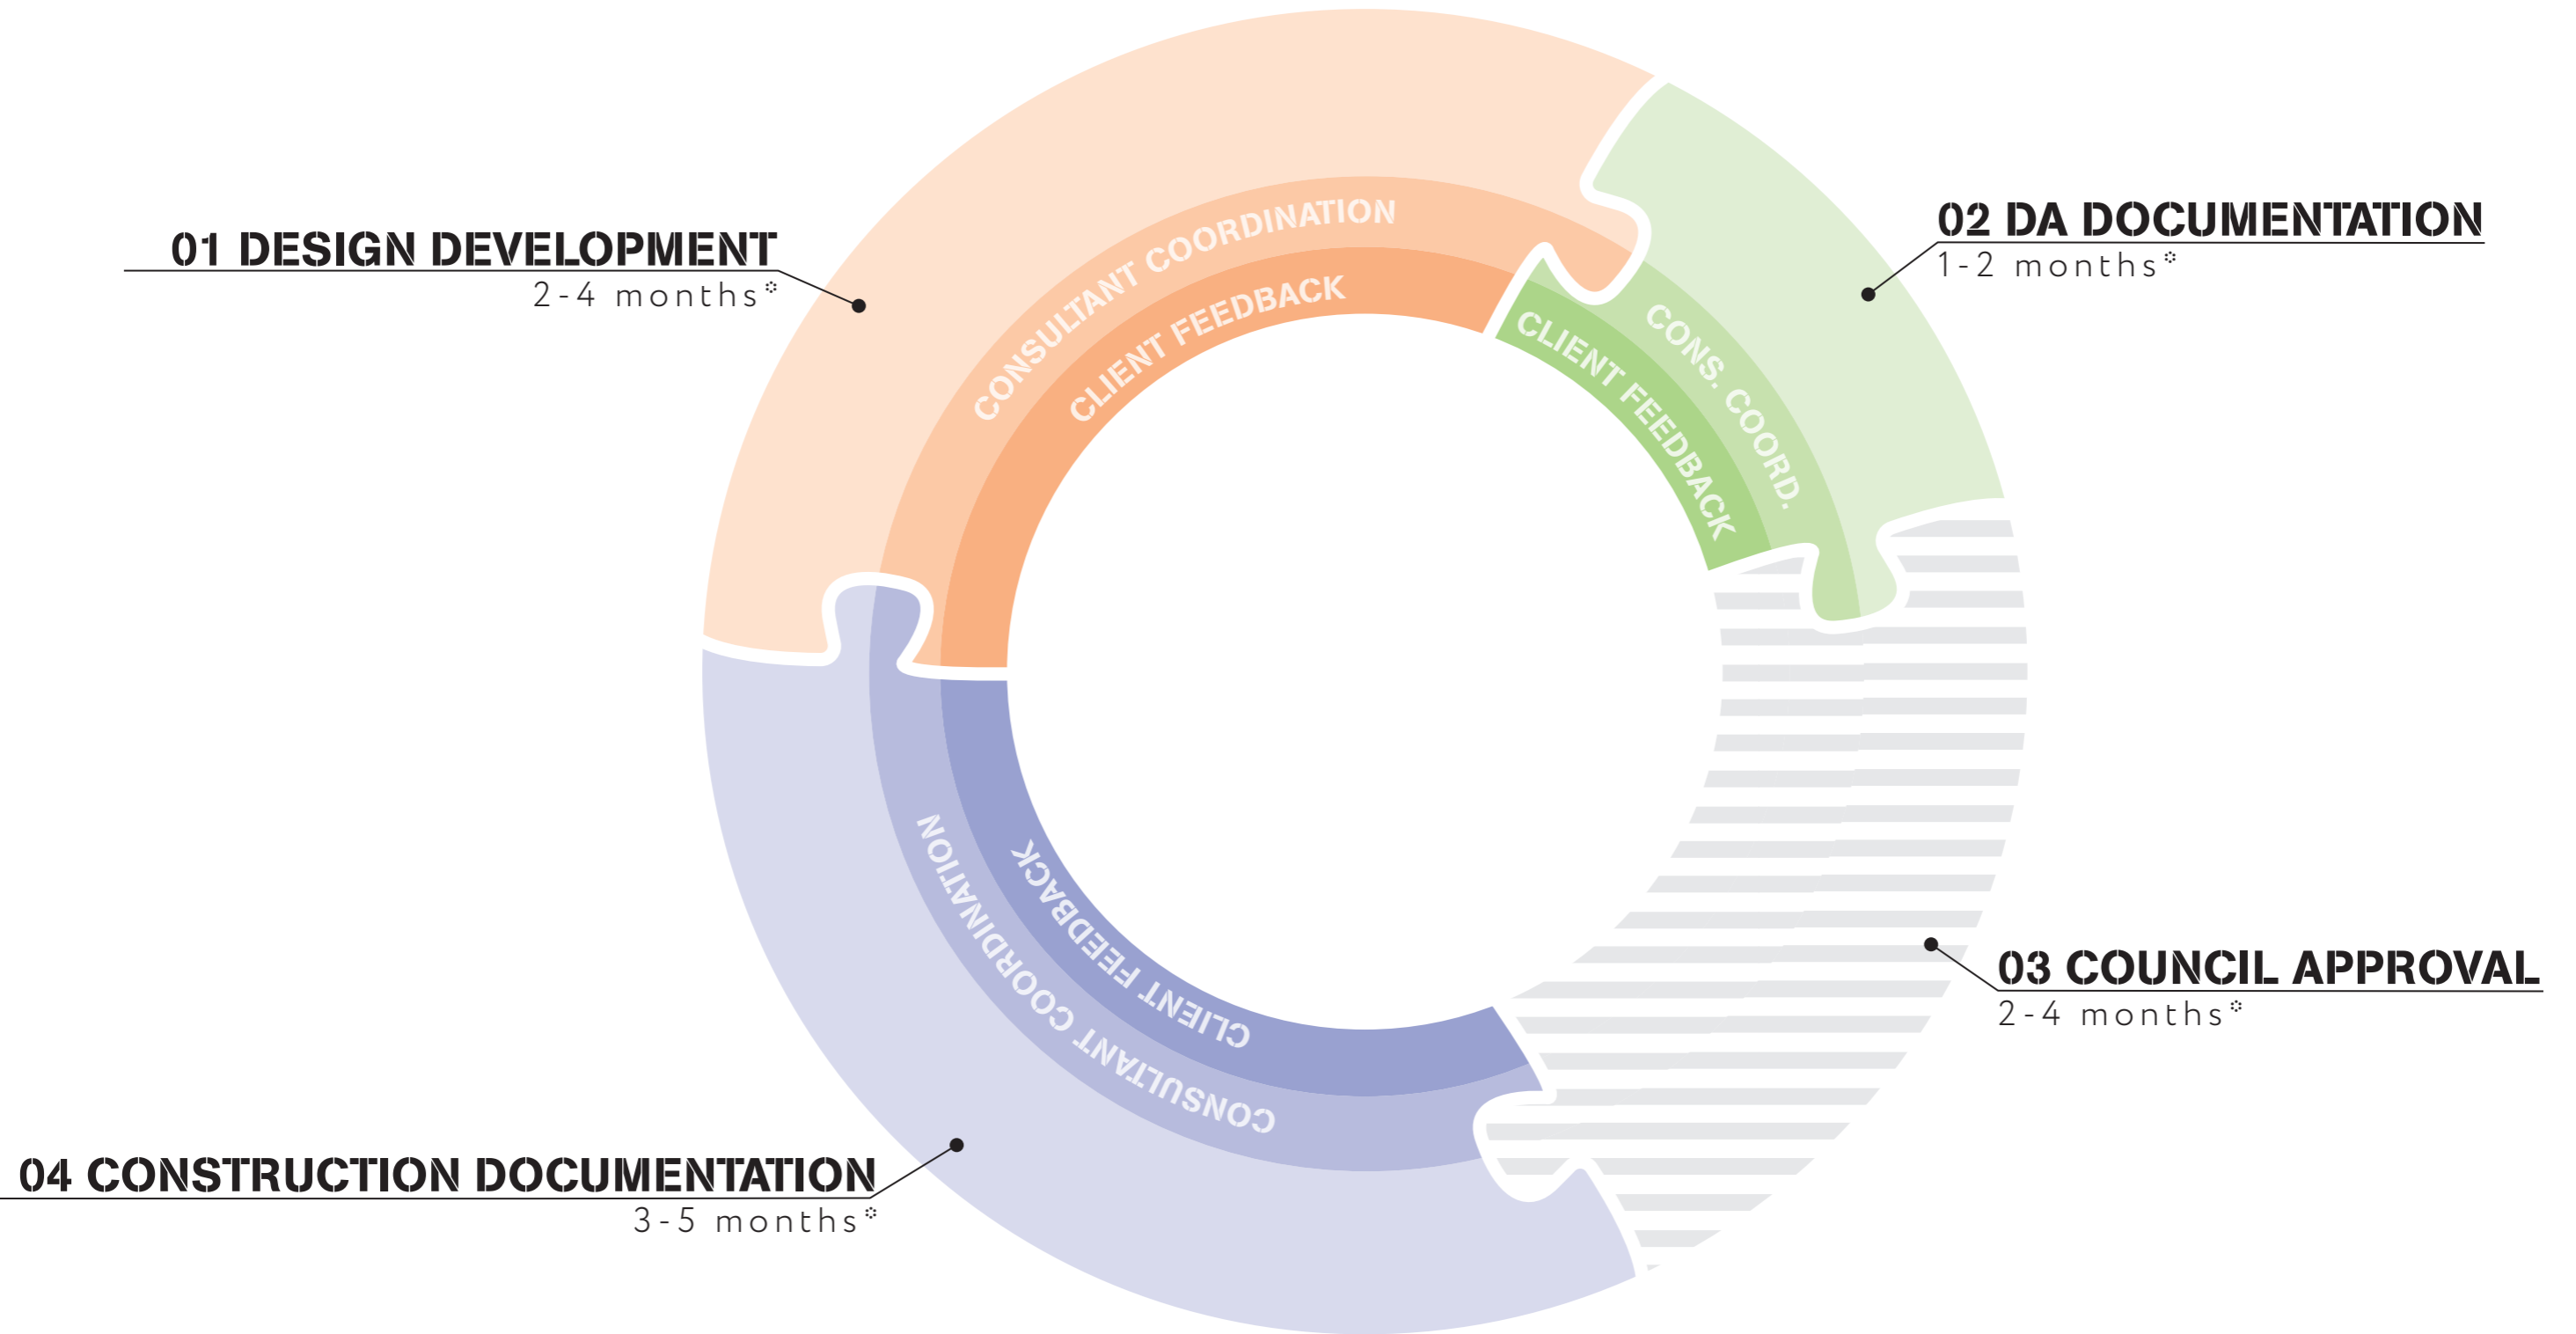 01 DESIGN DEVELOPMENT
2-4 months*
02 DA DOCUMENTATION
1-2 months*
CONSULTANT COORDINATION
CLIENT FEEDBACK
CONS. COORD.
CLIENT FEEDBACK
03 COUNCIL APPROVAL
2-4 months*
04 CONSTRUCTION DOCUMENTATION
3-5 months*
CONSULTANT COORDINATION
CLIENT FEEDBACK